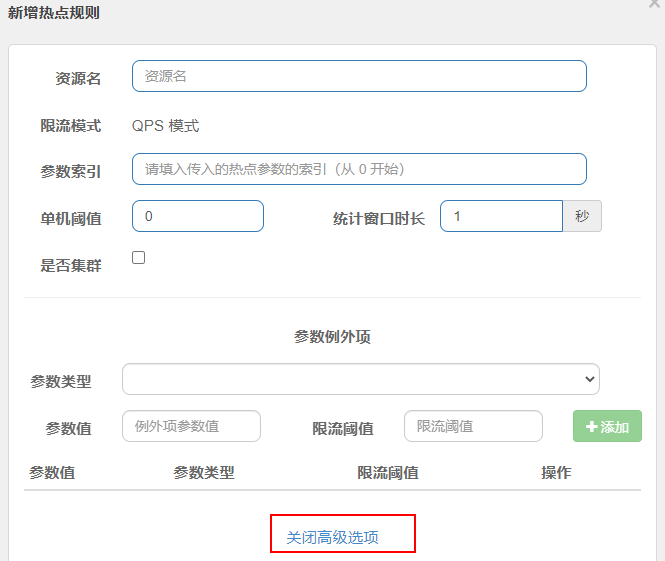 新增热点规则
资源名 资源名
限流模式 QPS 模式
参数索引 请填入传入的热点参数的索引（从 0 开始）
单机阈值 0 统计窗口时长 1 秒
是否集群
参数例外项
参数类型
参数值 例外项参数值 限流阈值 限流阈值 添加
参数值 参数类型 限流阈值 操作
关闭高级选项